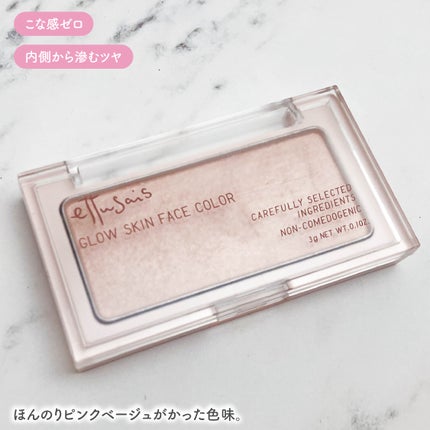 こな感ゼロ
内側から滲むツヤ
effusais
GLOW SKIN FACE COLOR
CAREFULLY SELECTED
INGREDIENTS
NON-COMEDOGENIC
3g NET WT. 0.1OZ.
ほんのりピンクベージュがかった色味。